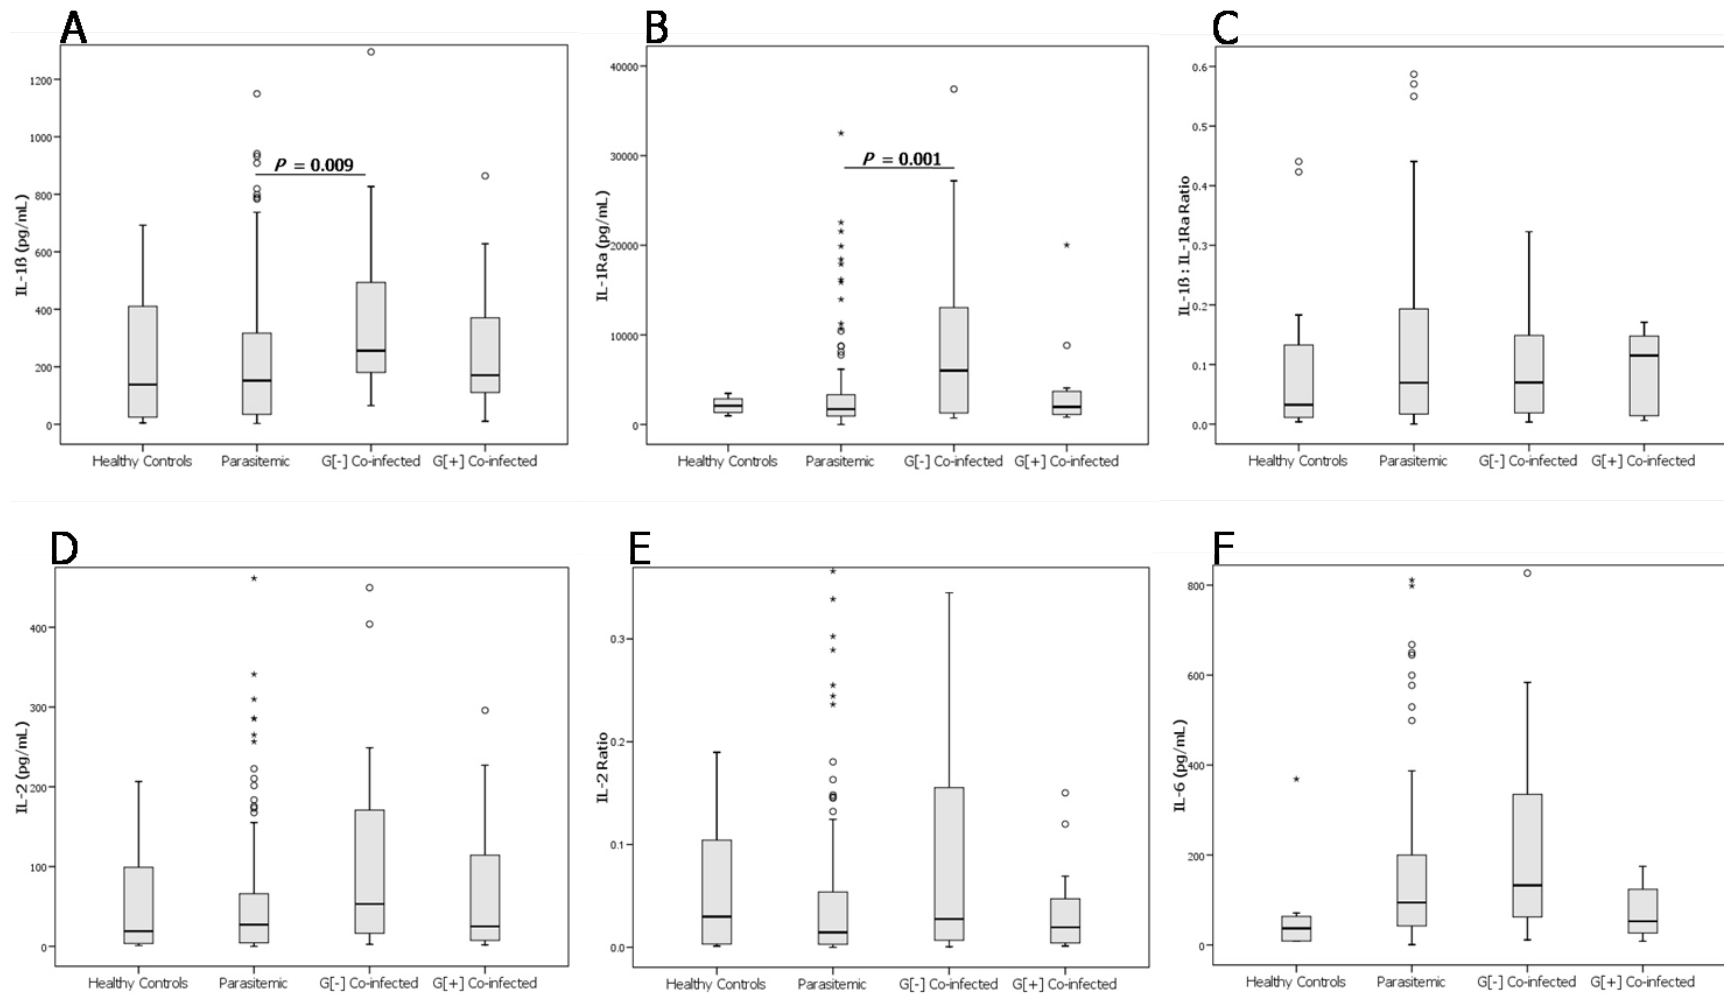 A
IL-1ß (pg/mL)
1200
1000
800
600
400
200
0
P = 0.009
Healthy Controls Parasitemic G[-] Co-infected G[+] Co-infected
B
IL-1Ra (pg/mL)
40000
30000
20000
10000
0
P = 0.001
Healthy Controls Parasitemic G[-] Co-infected G[+] Co-infected
C
IL-1ß : IL-1Ra Ratio
0.6
0.5
0.4
0.3
0.2
0.1
0.0
Healthy Controls Parasitemic G[-] Co-infected G[+] Co-infected
D
IL-2 (pg/mL)
400
300
200
100
0
Healthy Controls Parasitemic G[-] Co-infected G[+] Co-infected
E
IL-2 Ratio
0.3
0.2
0.1
0.0
Healthy Controls Parasitemic G[-] Co-infected G[+] Co-infected
F
IL-6 (pg/mL)
800
600
400
200
0
Healthy Controls Parasitemic G[-] Co-infected G[+] Co-infected